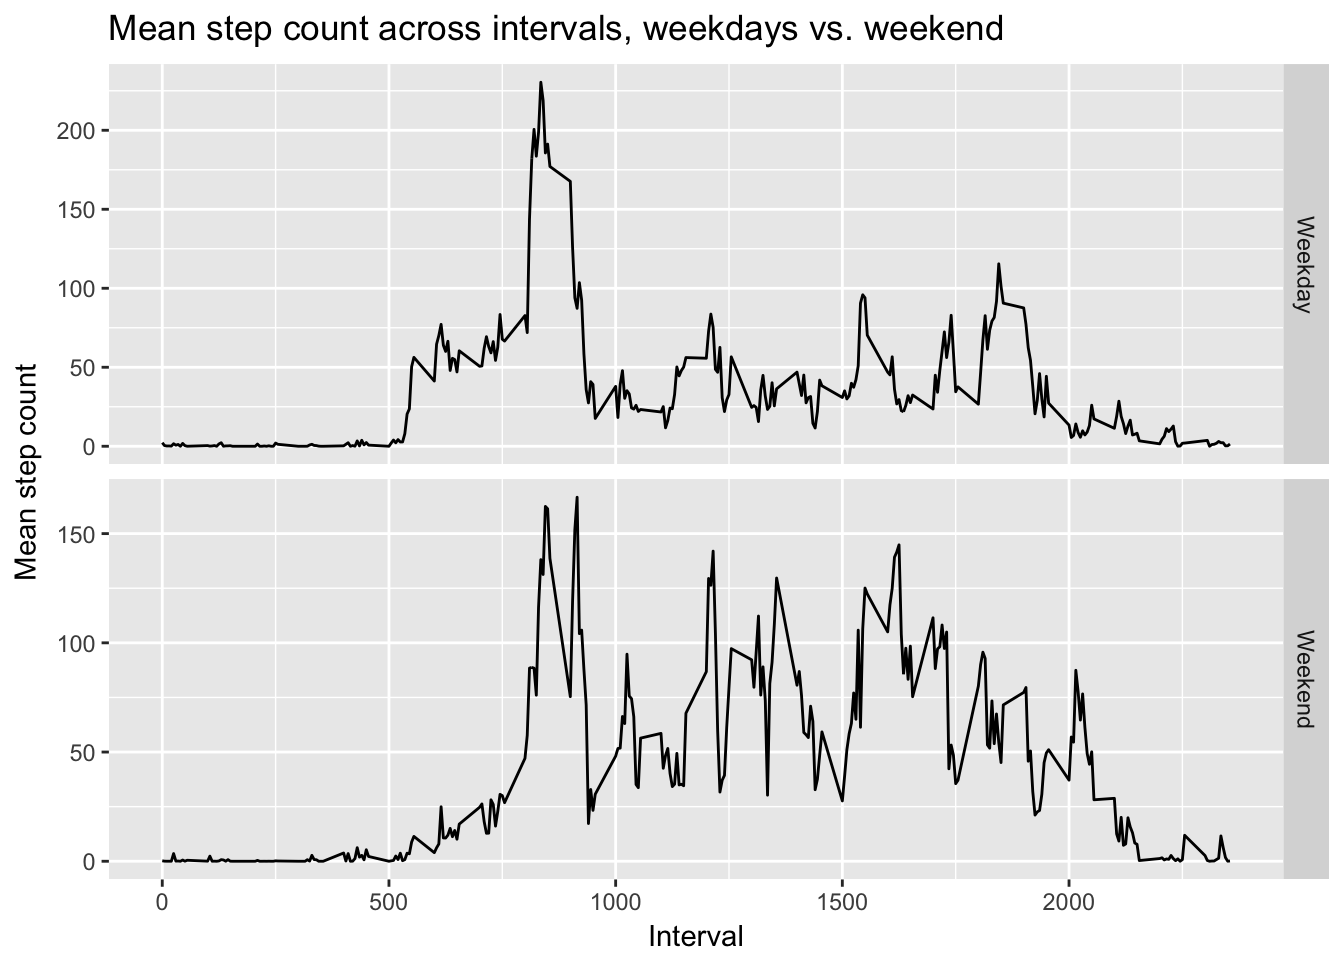 Mean step count across intervals, weekdays vs. weekend
Mean step count
200
150
100
50
0
Weekday
150
100
50
0
Weekend
0 500 1000 1500 2000
Interval